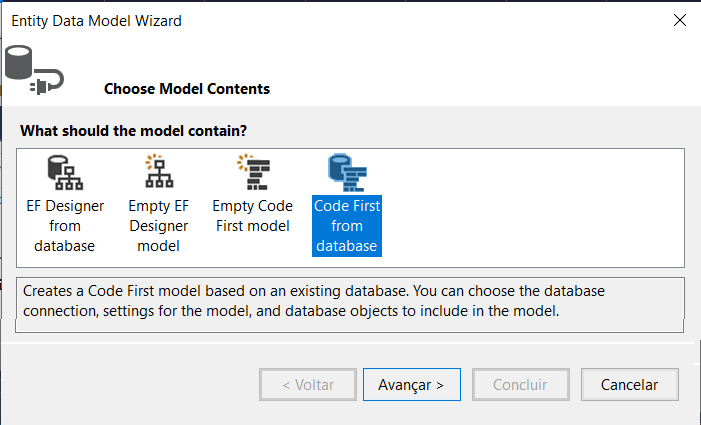 Entity Data Model Wizard
Choose Model Contents
What should the model contain?
EF Designer
from
database
Empty EF
Designer
model
Empty Code
First model
Code First
from
database
Creates a Code First model based on an existing database. You can choose the database
connection, settings for the model, and database objects to include in the model.
< Voltar
Avançar >
Concluir
Cancelar